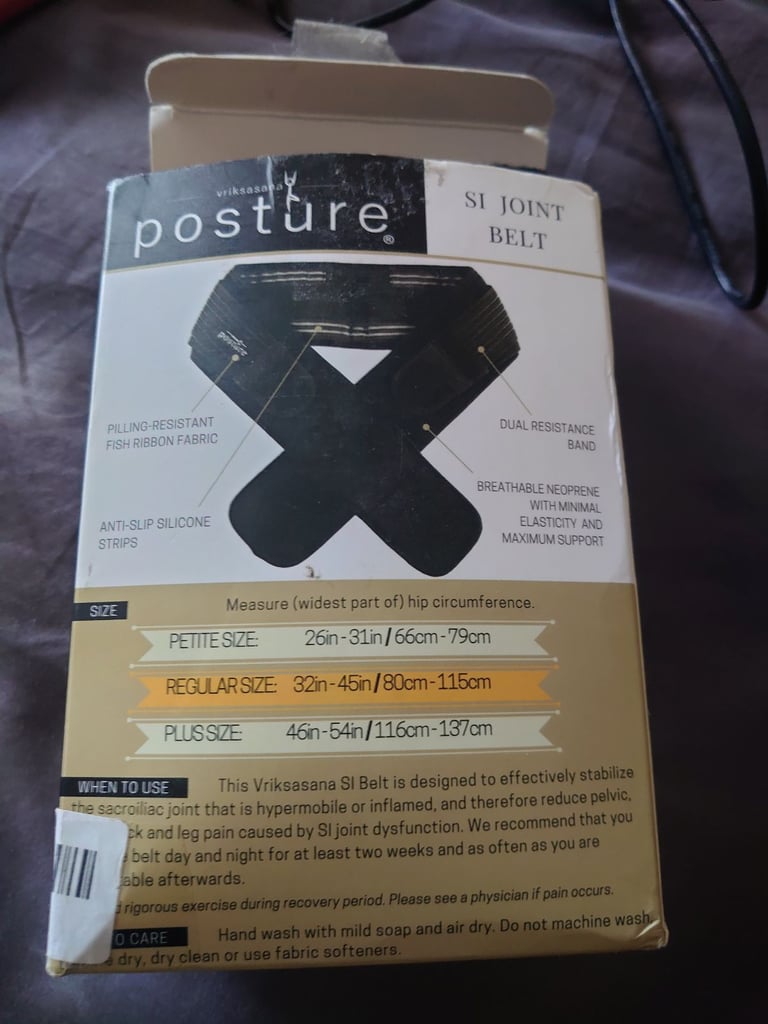 vriksasana
posture®
SI JOINT
BELT
posture
PILLING-RESISTANT
FISH RIBBON FABRIC
DUAL RESISTANCE
BAND
ANTI-SLIP SILICONE
STRIPS
BREATHABLE NEOPRENE
WITH MINIMAL
ELASTICITY AND
MAXIMUM SUPPORT
SIZE Measure (widest part of) hip circumference.
PETITE SIZE: 26in-31in/66cm-79cm
REGULAR SIZE: 32in-45in/80cm-115cm
PLUS SIZE: 46in-54in/116cm-137cm
WHEN TO USE This Vriksasana SI Belt is designed to effectively stabilize
the sacroiliac joint that is hypermobile or inflamed, and therefore reduce pelvic,
and leg pain caused by SI joint dysfunction. We recommend that you
belt day and night for at least two weeks and as often as you are
afterwards.
rigorous exercise during recovery period. Please see a physician if pain occurs.
TO CARE Hand wash with mild soap and air dry. Do not machine wash,
dry, dry clean or use fabric softeners.